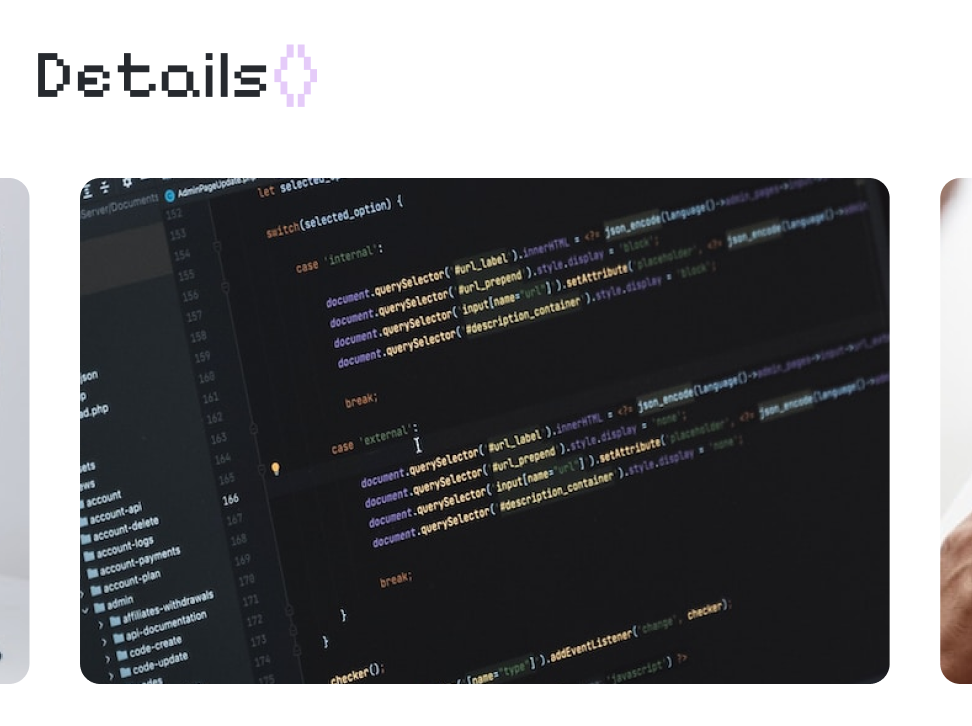 Details
AdminPageUpdate.php
Server/Documents
let selected_
152
switch(selected_option) {
153
154
case 'internal':
155
156
document.querySelector('#url_label').innerHTML = <?= json_encode(language()->admin_pages->
157
document.querySelector('#url_prepend').style.display = 'block';
158
document.querySelector('input[name="url"]').setAttribute('placeholder', <?= json_encode(language()->admin
159
document.querySelector('#description_container').style.display = 'block';
160
161
break;
162
163
case 'external':
164
165
document.querySelector('#url_label').innerHTML = <?= json_encode(language()->admin_pages->input->url_
166
document.querySelector('#url_prepend').style.display = 'none';
167
document.querySelector('input[name="url"]').setAttribute('placeholder', <?= json_encode(language()->
168
document.querySelector('#description_container').style.display = 'none';
169
170
break;
171
172
}
173
}
174
checker();
175
[name="type"]').addEventListener('change', checker);
'javascript') ?>
json
p
d.php
ets
ws
account
account-api
account-delete
account-logs
account-payments
account-plan
admin
affiliates-withdrawals
api-documentation
code-create
code-update
codes